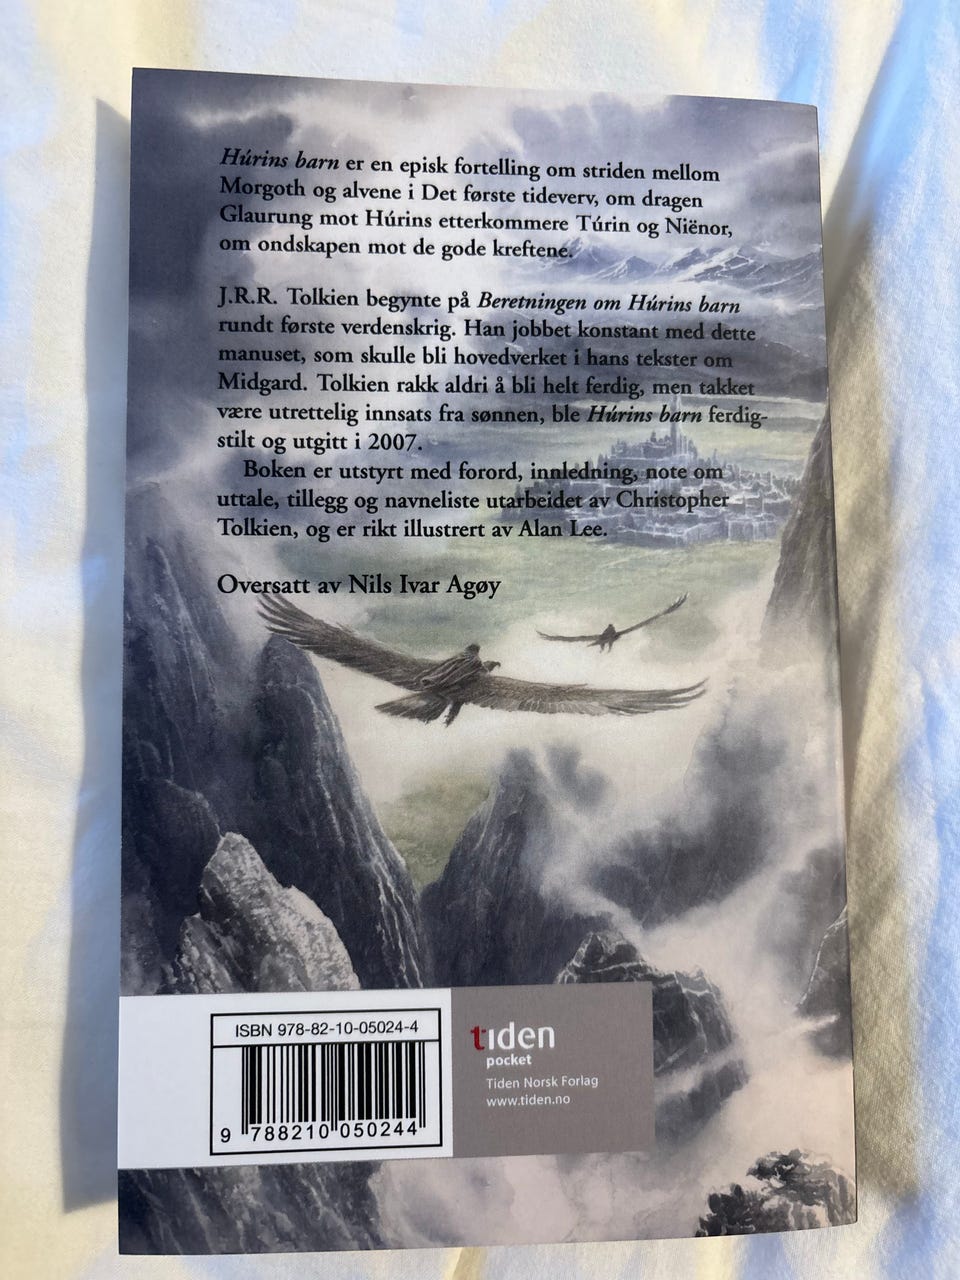 Húrins barn er en episk fortelling om striden mellom
Morgoth og alvene i Det første tideverv, om dragen
Glaurung mot Húrins etterkommere Túrin og Niënor,
om ondskapen mot de gode kreftene.
J.R.R. Tolkien begynte på Beretningen om Húrins barn
rundt første verdenskrig. Han jobbet konstant med dette
manuset, som skulle bli hovedverket i hans tekster om
Midgard. Tolkien rakk aldri å bli helt ferdig, men takket
være utrettelig innsats fra sønnen, ble Húrins barn ferdig-
stilt og utgitt i 2007.
Boken er utstyrt med forord, innledning, note om
uttale, tillegg og navneliste utarbeidet av Christopher
Tolkien, og er rikt illustrert av Alan Lee.
Oversatt av Nils Ivar Agøy
ISBN 978-82-10-05024-4
9 788210 050244
tiden
pocket
Tiden Norsk Forlag
www.tiden.no